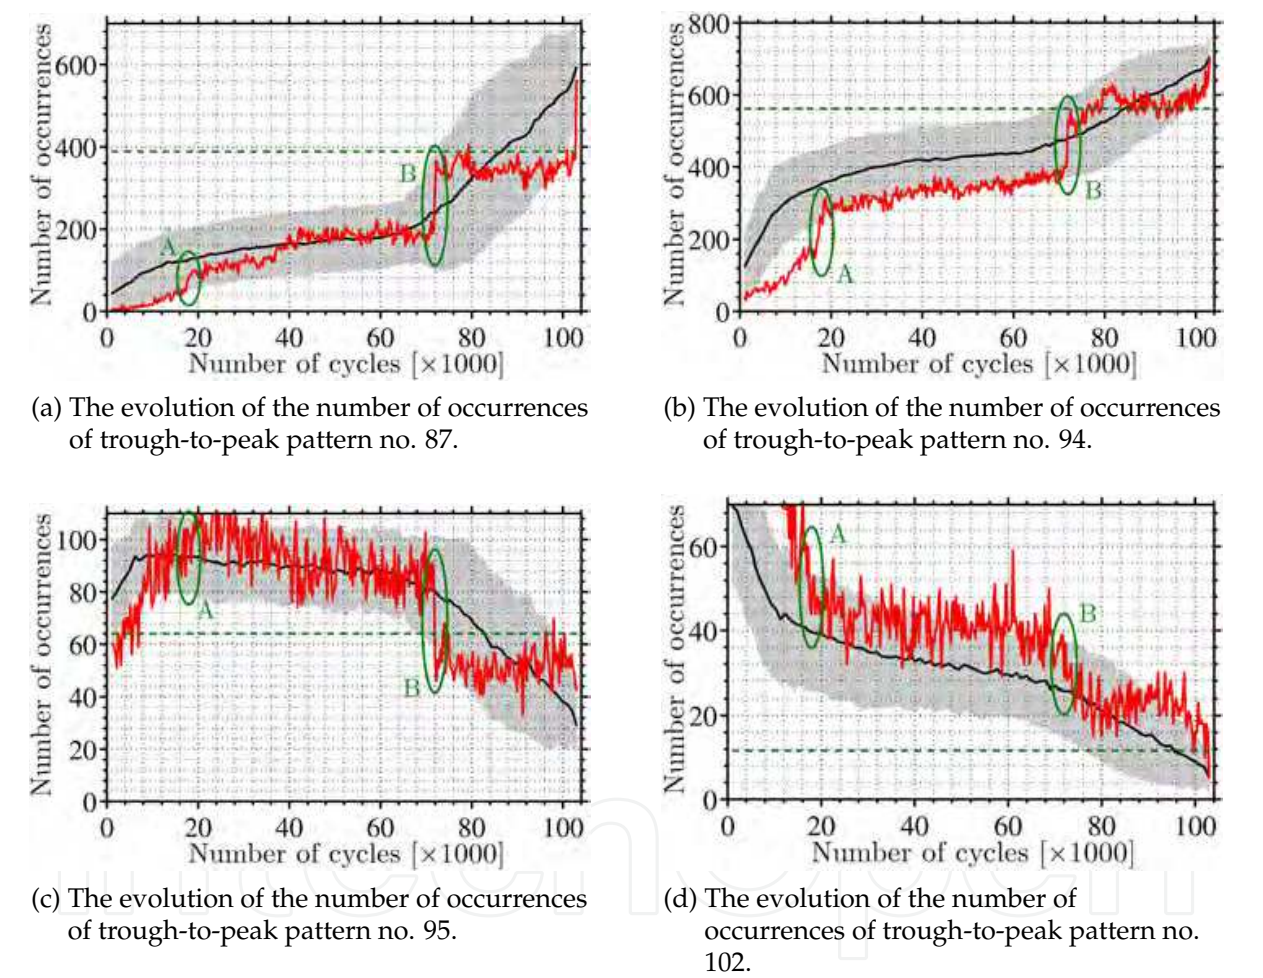 Number of occurrences
600
400
200
0
A
B
0 20 40 60 80 100
Number of cycles [×1000]
(a) The evolution of the number of occurrences
of trough-to-peak pattern no. 87.
Number of occurrences
800
600
400
200
0
A
B
0 20 40 60 80 100
Number of cycles [×1000]
(b) The evolution of the number of occurrences
of trough-to-peak pattern no. 94.
Number of occurrences
100
80
60
40
20
0
A
B
0 20 40 60 80 100
Number of cycles [×1000]
(c) The evolution of the number of occurrences
of trough-to-peak pattern no. 95.
Number of occurrences
60
40
20
0
A
B
0 20 40 60 80 100
Number of cycles [×1000]
(d) The evolution of the number of
occurrences of trough-to-peak pattern no.
102.